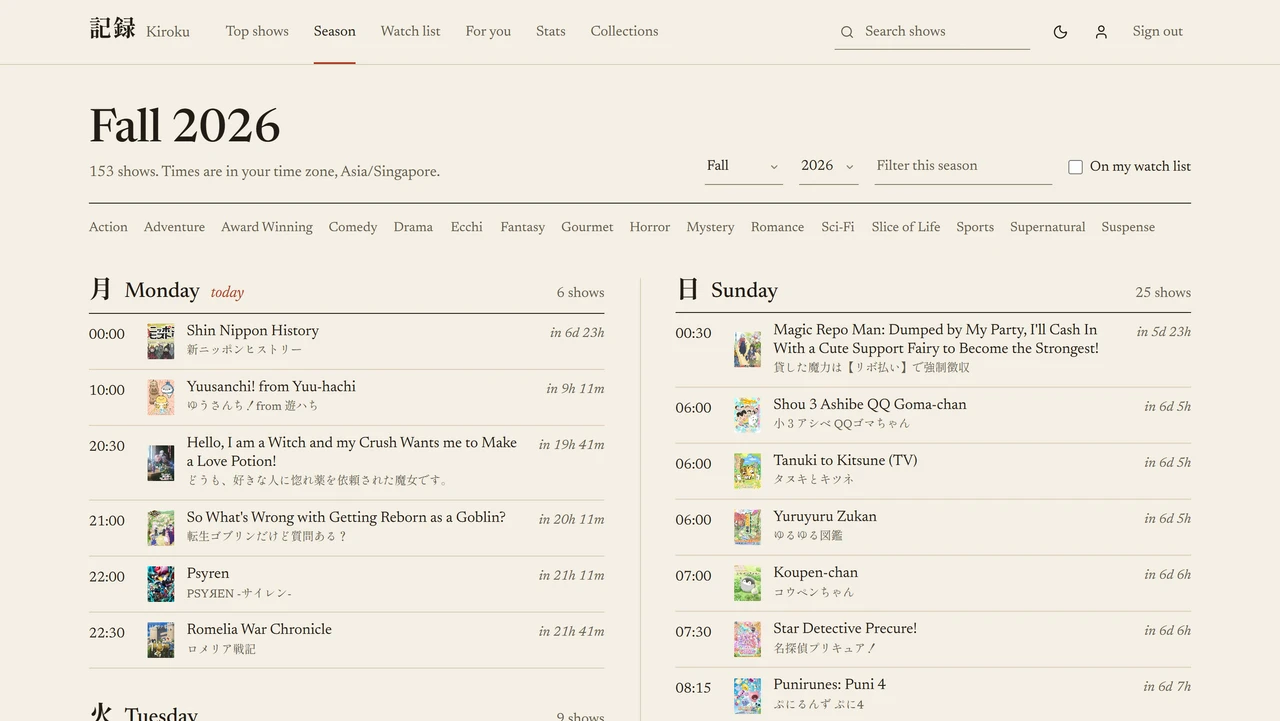 記録 Kiroku Top shows Season Watch list For you Stats Collections Search shows Sign out
Fall 2026
153 shows. Times are in your time zone, Asia/Singapore.
Fall 2026 Filter this season On my watch list
Action Adventure Award Winning Comedy Drama Ecchi Fantasy Gourmet Horror Mystery Romance Sci-Fi Slice of Life Sports Supernatural Suspense
月 Monday today 6 shows
00:00 Shin Nippon History in 6d 23h
新ニッポンヒストリー
10:00 Yuusanchi! from Yuu-hachi in 9h 11m
ゆうさんち！from 遊ハち
20:30 Hello, I am a Witch and my Crush Wants me to Make in 19h 41m
a Love Potion!
どうも、好きな人に惚れ薬を依頼された魔女です。
21:00 So What's Wrong with Getting Reborn as a Goblin? in 20h 11m
転生ゴブリンだけど質問ある？
22:00 Psyren in 21h 11m
PSYЯEN -サイレン-
22:30 Romelia War Chronicle in 21h 41m
ロメリア戦記
火 Tuesday 9 shows
日 Sunday 25 shows
00:30 Magic Repo Man: Dumped by My Party, I'll Cash In in 5d 23h
With a Cute Support Fairy to Become the Strongest!
貸した魔力は【リボ払い】で強制徴収
06:00 Shou 3 Ashibe QQ Goma-chan in 6d 5h
小３アシベ QQゴマちゃん
06:00 Tanuki to Kitsune (TV) in 6d 5h
タヌキとキツネ
06:00 Yuruyuru Zukan in 6d 5h
ゆるゆる図鑑
07:00 Koupen-chan in 6d 6h
コウペンちゃん
07:30 Star Detective Precure! in 6d 6h
名探偵プリキュア！
08:15 Punirunes: Puni 4 in 6d 7h
ぷにるんず ぷに4